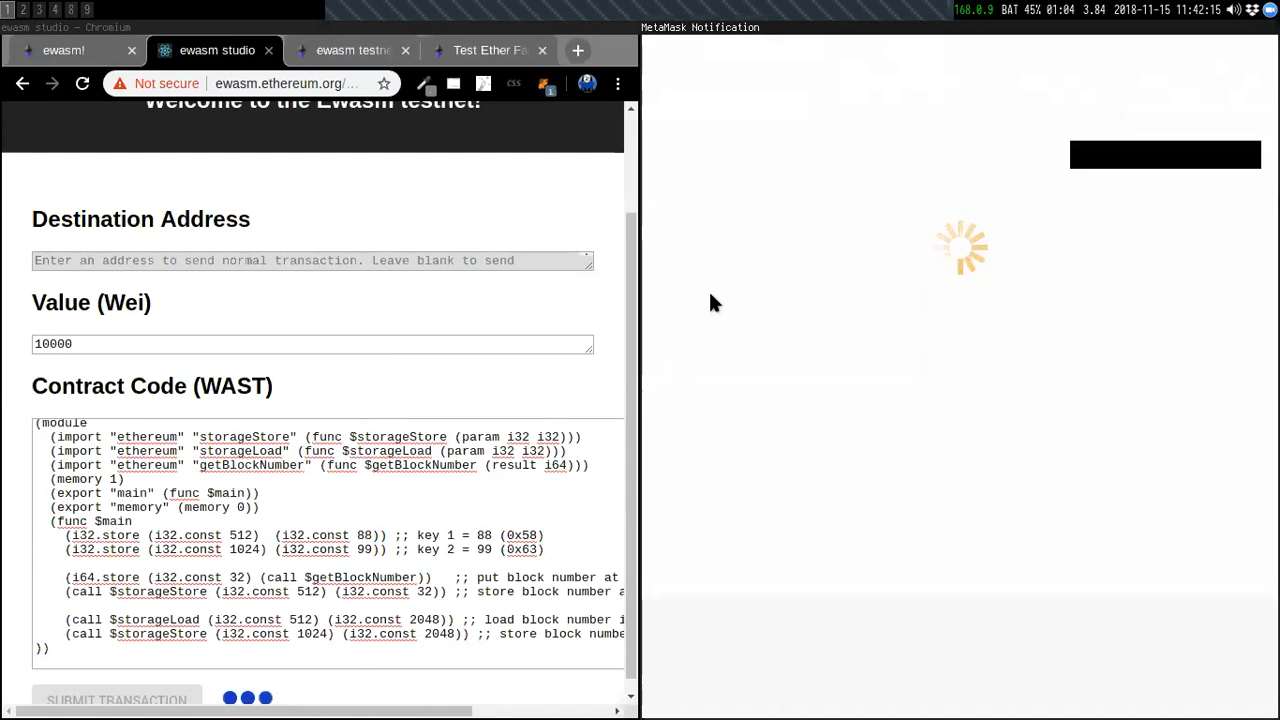 1 2 3 4 8 9
168.0.9 BAT 45% 01:04 3.84 2018-11-15 11:42:15
ewasm studio - Chromium
MetaMask Notification
ewasm!
ewasm studio
ewasm testne
Test Ether Fa
Not secure
ewasm.ethereum.org/...
CSS
1
Welcome to the Ewasm testnet!
Destination Address
Enter an address to send normal transaction. Leave blank to send
Value (Wei)
10000
Contract Code (WAST)
(module
(import "ethereum" "storageStore" (func $storageStore (param i32 i32)))
(import "ethereum" "storageLoad" (func $storageLoad (param i32 i32)))
(import "ethereum" "getBlockNumber" (func $getBlockNumber (result i64)))
(memory 1)
(export "main" (func $main))
(export "memory" (memory 0))
(func $main
(i32.store (i32.const 512)  (i32.const 88)) ;; key 1 = 88 (0x58)
(i32.store (i32.const 1024) (i32.const 99)) ;; key 2 = 99 (0x63)
(i64.store (i32.const 32) (call $getBlockNumber))   ;; put block number at
(call $storageStore (i32.const 512) (i32.const 32)) ;; store block number a
(call $storageLoad (i32.const 512) (i32.const 2048)) ;; load block number i
(call $storageStore (i32.const 1024) (i32.const 2048)) ;; store block numbe
))
SUBMIT TRANSACTION